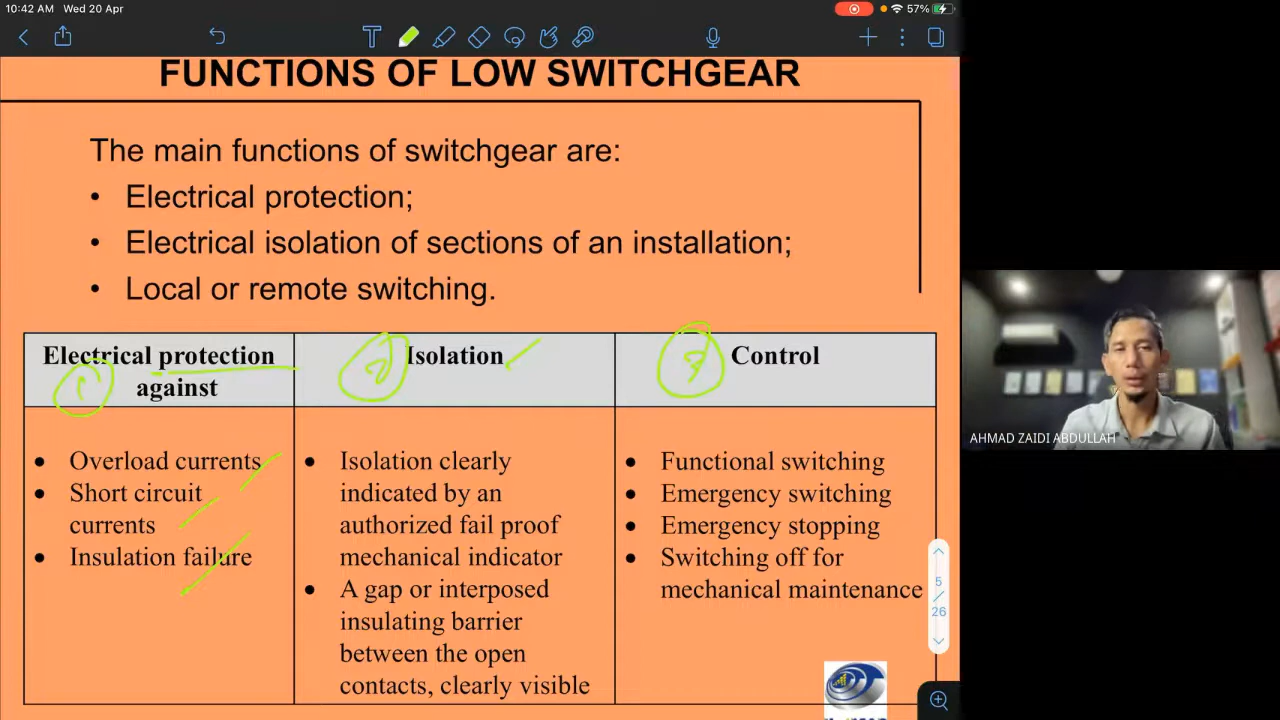 10:42 AM Wed 20 Apr
57%
FUNCTIONS OF LOW SWITCHGEAR
The main functions of switchgear are:
• Electrical protection;
• Electrical isolation of sections of an installation;
• Local or remote switching.
Electrical protection
against
1
• Overload currents
• Short circuit
currents
• Insulation failure
2
Isolation
• Isolation clearly
indicated by an
authorized fail proof
mechanical indicator
• A gap or interposed
insulating barrier
between the open
contacts, clearly visible
3
Control
• Functional switching
• Emergency switching
• Emergency stopping
• Switching off for
mechanical maintenance
5
/
26
AHMAD ZAIDI ABDULLAH